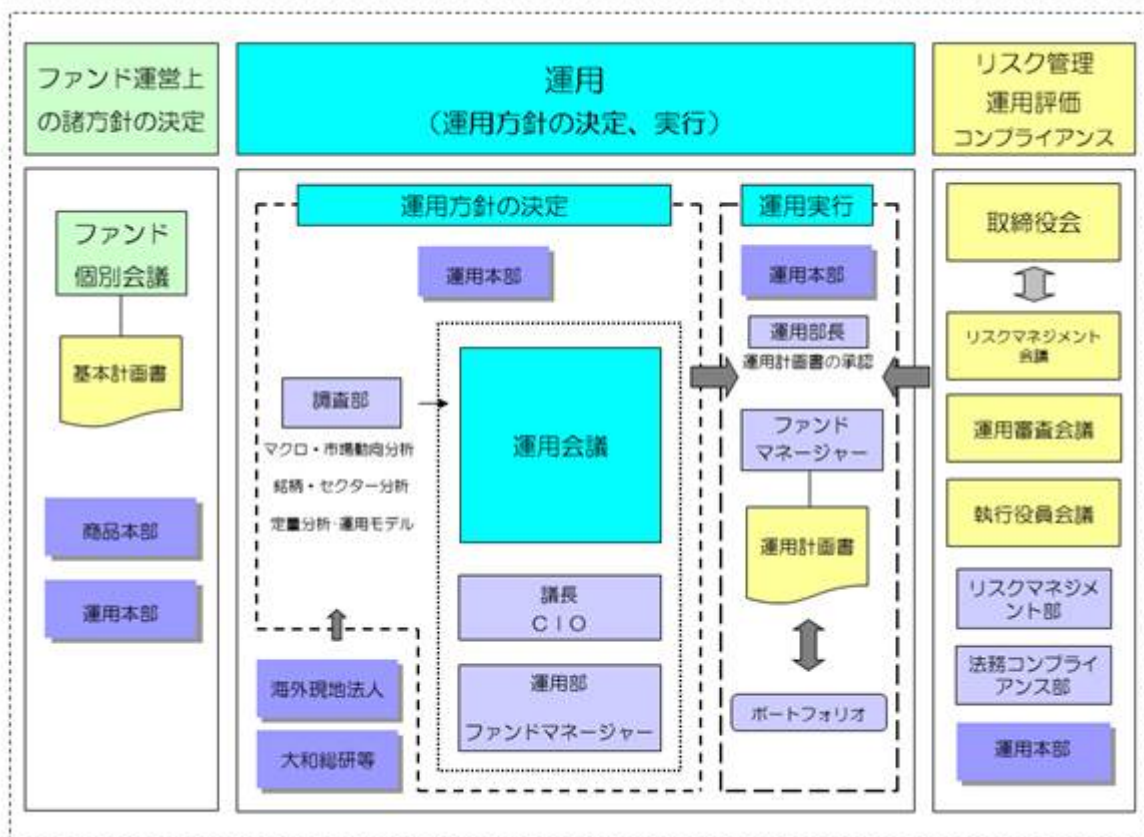 ファンド運営上
の諸方針の決定
ファンド
個別会議
基本計画書
商品本部
運用本部
運用
（運用方針の決定、実行）
運用方針の決定
運用本部
調査部
マクロ・市場動向分析
銘柄・セクター分析
定量分析･運用モデル
海外現地法人
大和総研等
運用会議
議長
ＣＩＯ
運用部
ファンドマネージャー
運用実行
運用本部
運用部長
運用計画書の承認
ファンド
マネージャー
運用計画書
ポートフォリオ
リスク管理
運用評価
コンプライアンス
取締役会
リスクマネジメント
会議
運用審査会議
執行役員会議
リスクマネジメ
ント部
法務コンプライ
アンス部
運用本部